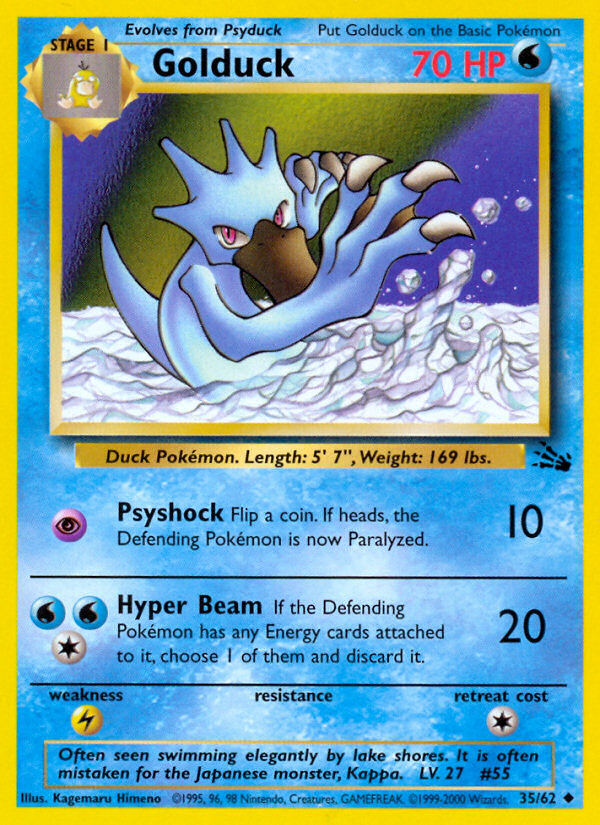 Evolves from Psyduck Put Golduck on the Basic Pokémon
STAGE 1
Golduck 70 HP
Duck Pokémon. Length: 5' 7", Weight: 169 lbs.
Psyshock Flip a coin. If heads, the
Defending Pokémon is now Paralyzed.
10
Hyper Beam If the Defending
Pokémon has any Energy cards attached
to it, choose 1 of them and discard it.
20
weakness resistance retreat cost
Often seen swimming elegantly by lake shores. It is often
mistaken for the Japanese monster, Kappa. LV. 27 #55
Illus. Kagemaru Himeno ©1995, 96, 98 Nintendo, Creatures, GAMEFREAK. ©1999-2000 Wizards. 35/62